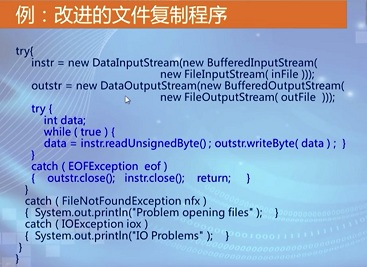 例：改进的文件复制程序
try{
instr = new DataInputStream(new BufferedInputStream(
new FileInputStream( inFile )));
outstr = new DataOutputStream(new BufferedOutputStream(
new FileOutputStream( outFile )));
try {
int data;
while ( true ) {
data = instr.readUnsignedByte() ; outstr.writeByte( data ) ; }
}
catch ( EOFException eof )
{ outstr.close(); instr.close(); return; }
}
catch ( FileNotFoundException nfx )
{ System.out.println("Problem opening files" ); }
catch ( IOException iox )
{ System.out.println("IO Problems" ); }
}
}